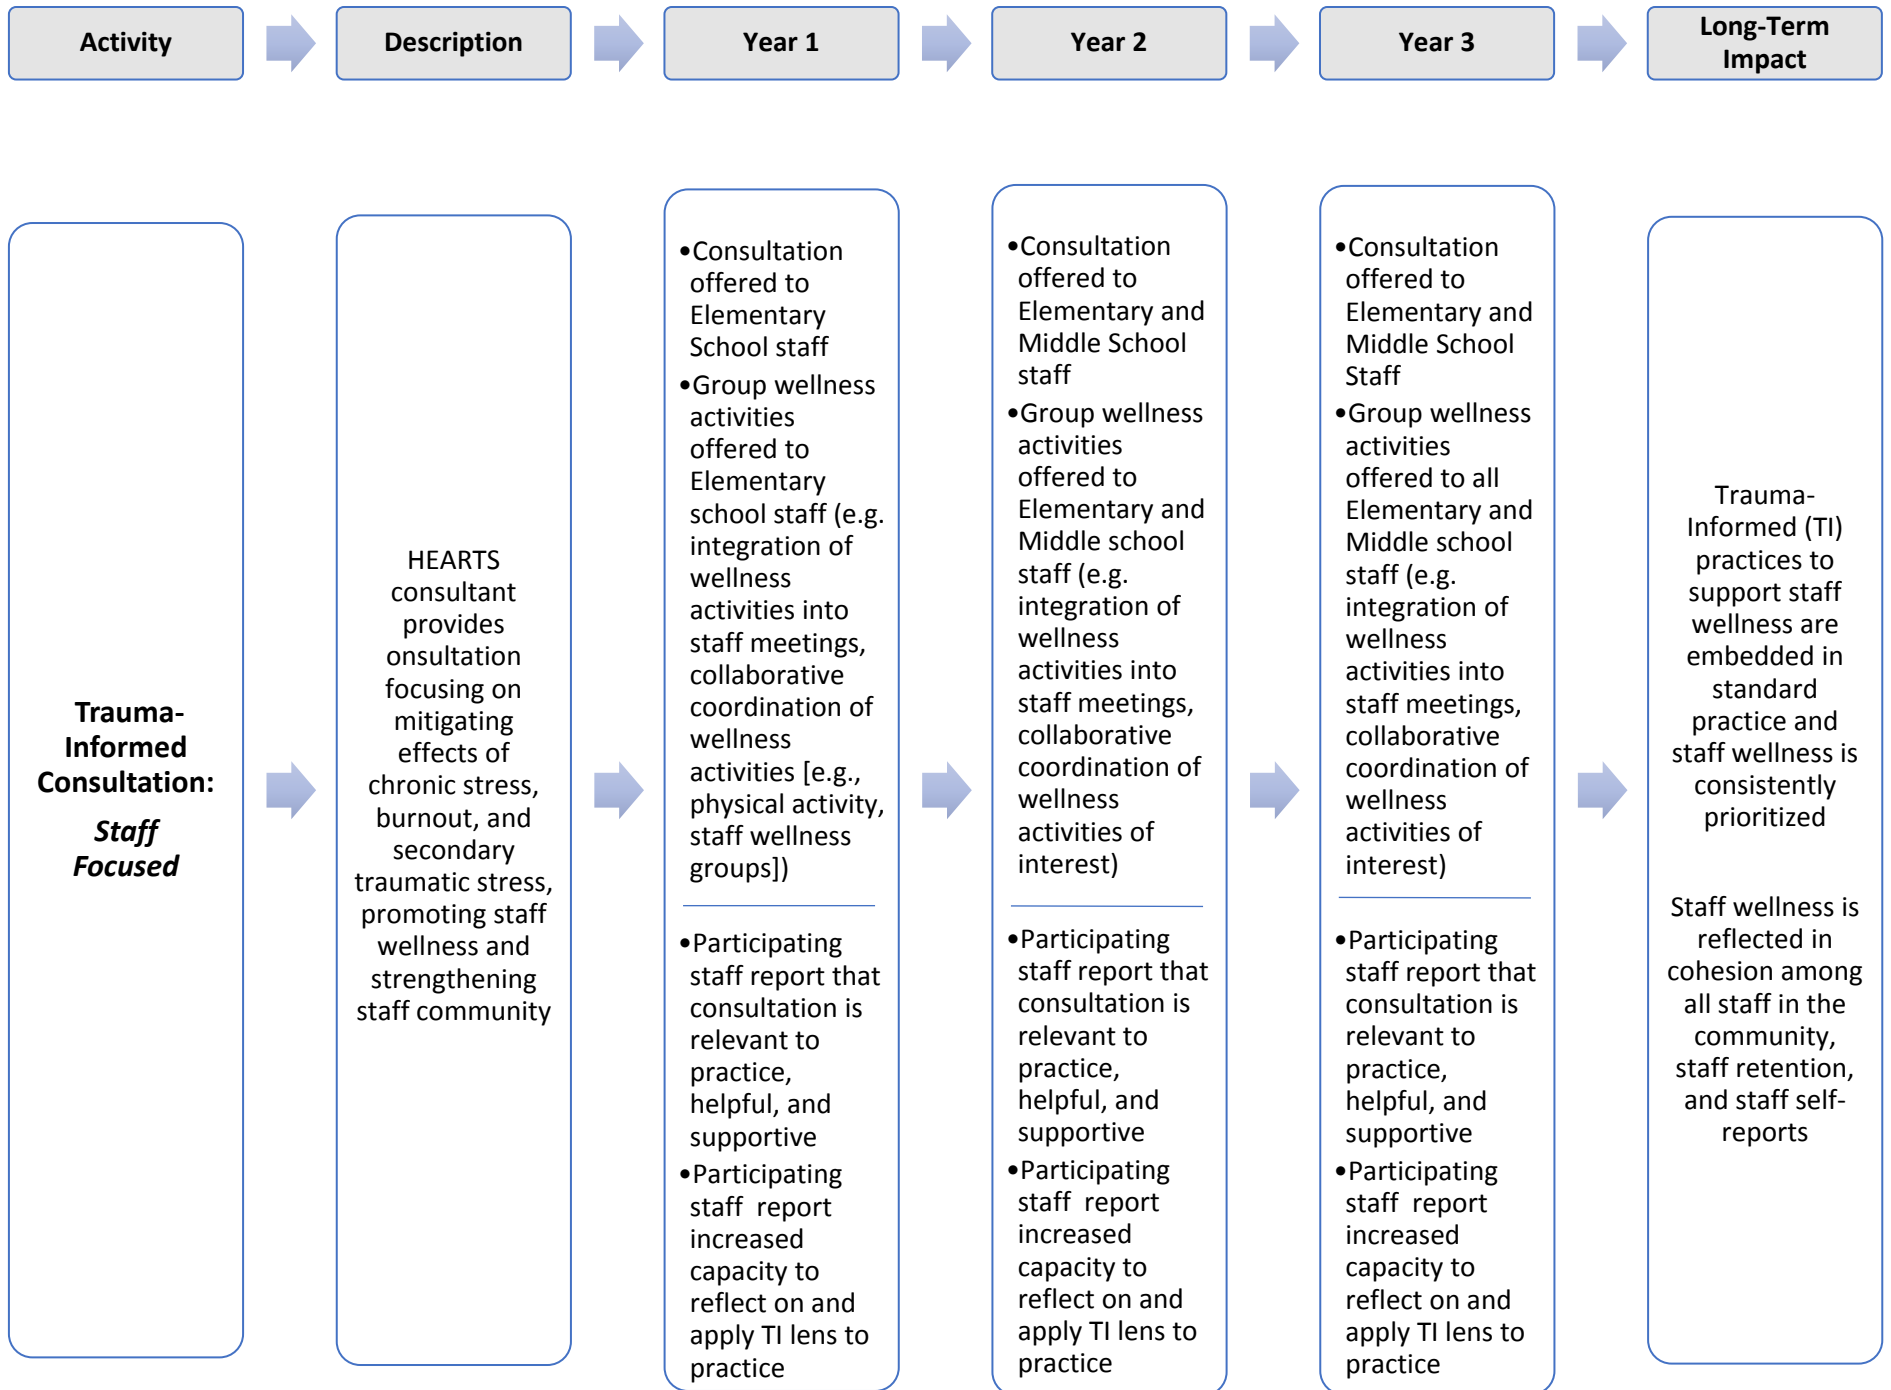 Activity
Description
Year 1
Year 2
Year 3
Long-Term
Impact
Trauma-
Informed
Consultation:
Staff
Focused
HEARTS
consultant
provides
onsultation
focusing on
mitigating
effects of
chronic stress,
burnout, and
secondary
traumatic stress,
promoting staff
wellness and
strengthening
staff community
•Consultation
offered to
Elementary
School staff
•Group wellness
activities
offered to
Elementary
school staff (e.g.
integration of
wellness
activities into
staff meetings,
collaborative
coordination of
wellness
activities [e.g.,
physical activity,
staff wellness
groups])
•Participating
staff report that
consultation is
relevant to
practice,
helpful, and
supportive
•Participating
staff  report
increased
capacity to
reflect on and
apply TI lens to
practice
•Consultation
offered to
Elementary and
Middle School
staff
•Group wellness
activities
offered to
Elementary and
Middle school
staff (e.g.
integration of
wellness
activities into
staff meetings,
collaborative
coordination of
wellness
activities of
interest)
•Participating
staff report that
consultation is
relevant to
practice,
helpful, and
supportive
•Participating
staff  report
increased
capacity to
reflect on and
apply TI lens to
practice
•Consultation
offered to
Elementary and
Middle School
Staff
•Group wellness
activities
offered to all
Elementary and
Middle school
staff (e.g.
integration of
wellness
activities into
staff meetings,
collaborative
coordination of
wellness
activities of
interest)
•Participating
staff report that
consultation is
relevant to
practice,
helpful, and
supportive
•Participating
staff  report
increased
capacity to
reflect on and
apply TI lens to
practice
Trauma-
Informed (TI)
practices to
support staff
wellness are
embedded in
standard
practice and
staff wellness is
consistently
prioritized
Staff wellness is
reflected in
cohesion among
all staff in the
community,
staff retention,
and staff self-
reports